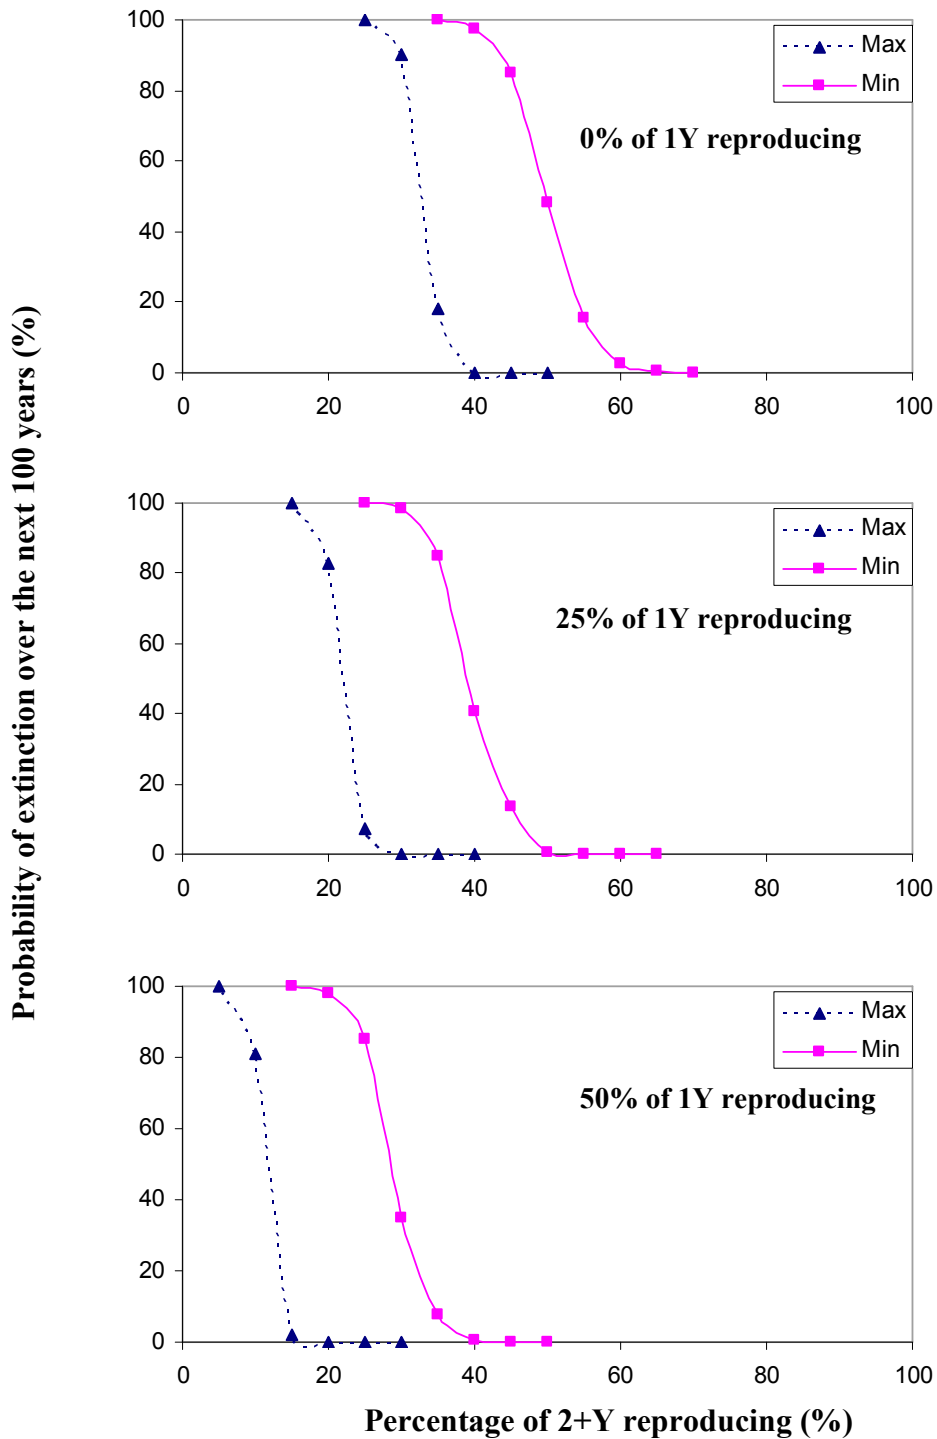 Probability of extinction over the next 100 years (%)
100
80
60
40
20
0
0 20 40 60 80 100
Max
Min
0% of 1Y reproducing
100
80
60
40
20
0
0 20 40 60 80 100
Max
Min
25% of 1Y reproducing
100
80
60
40
20
0
0 20 40 60 80 100
Max
Min
50% of 1Y reproducing
Percentage of 2+Y reproducing (%)